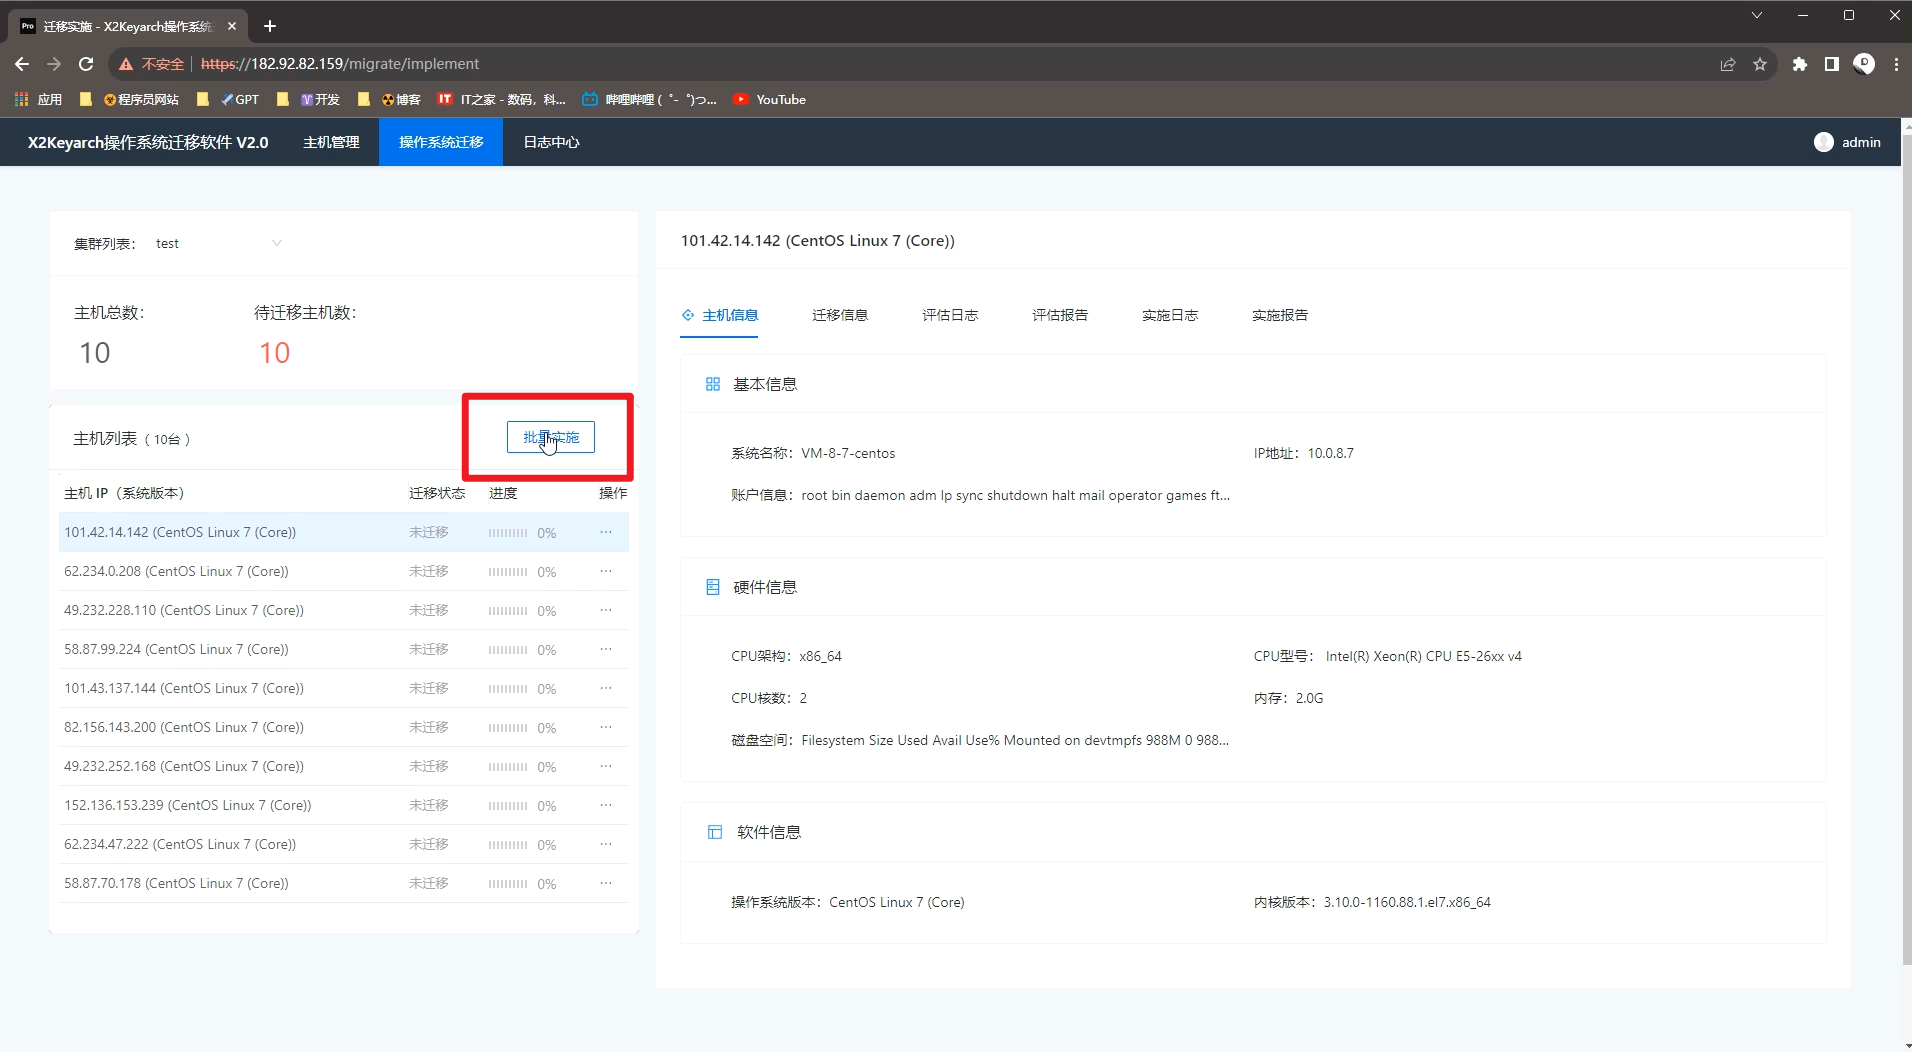 Pro 迁移实施 - X2Keyarch操作系统
不安全 https://182.92.82.159/migrate/implement
应用 程序员网站 GPT V开发 博客 IT IT之家 - 数码，科... 哔哩哔哩 ( ゜- ゜)つ... YouTube
X2Keyarch操作系统迁移软件 V2.0 主机管理 操作系统迁移 日志中心 admin
集群列表： test
主机总数： 待迁移主机数：
10 10
主机列表（ 10台 ） 批量实施
主机 IP（系统版本） 迁移状态 进度 操作
101.42.14.142 (CentOS Linux 7 (Core)) 未迁移 0% ···
62.234.0.208 (CentOS Linux 7 (Core)) 未迁移 0% ···
49.232.228.110 (CentOS Linux 7 (Core)) 未迁移 0% ···
58.87.99.224 (CentOS Linux 7 (Core)) 未迁移 0% ···
101.43.137.144 (CentOS Linux 7 (Core)) 未迁移 0% ···
82.156.143.200 (CentOS Linux 7 (Core)) 未迁移 0% ···
49.232.252.168 (CentOS Linux 7 (Core)) 未迁移 0% ···
152.136.153.239 (CentOS Linux 7 (Core)) 未迁移 0% ···
62.234.47.222 (CentOS Linux 7 (Core)) 未迁移 0% ···
58.87.70.178 (CentOS Linux 7 (Core)) 未迁移 0% ···
101.42.14.142 (CentOS Linux 7 (Core))
主机信息 迁移信息 评估日志 评估报告 实施日志 实施报告
基本信息
系统名称： VM-8-7-centos IP地址： 10.0.8.7
账户信息： root bin daemon adm lp sync shutdown halt mail operator games ft...
硬件信息
CPU架构： x86_64 CPU型号： Intel(R) Xeon(R) CPU E5-26xx v4
CPU核数： 2 内存： 2.0G
磁盘空间： Filesystem Size Used Avail Use% Mounted on devtmpfs 988M 0 988...
软件信息
操作系统版本： CentOS Linux 7 (Core) 内核版本： 3.10.0-1160.88.1.el7.x86_64